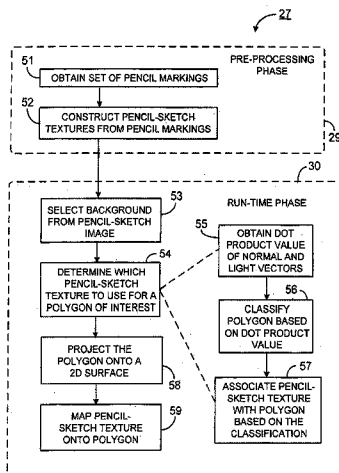 27
PRE-PROCESSING
PHASE
51
OBTAIN SET OF PENCIL MARKINGS
52
CONSTRUCT PENCIL-SKETCH
TEXTURES FROM PENCIL MARKINGS
29
30
RUN-TIME PHASE
53
SELECT BACKGROUND
FROM PENCIL-SKETCH
IMAGE
54
DETERMINE WHICH
PENCIL-SKETCH
TEXTURE TO USE FOR A
POLYGON OF INTEREST
55
OBTAIN DOT
PRODUCT VALUE
OF NORMAL AND
LIGHT VECTORS
56
CLASSIFY
POLYGON BASED
ON DOT PRODUCT
VALUE
57
ASSOCIATE PENCIL-
SKETCH TEXTURE
WITH POLYGON BASED
ON THE
CLASSIFICATION
PROJECT THE
POLYGON ONTO A
2D SURFACE
58
MAP PENCIL-
SKETCH TEXTURE
ONTO POLYGON
59